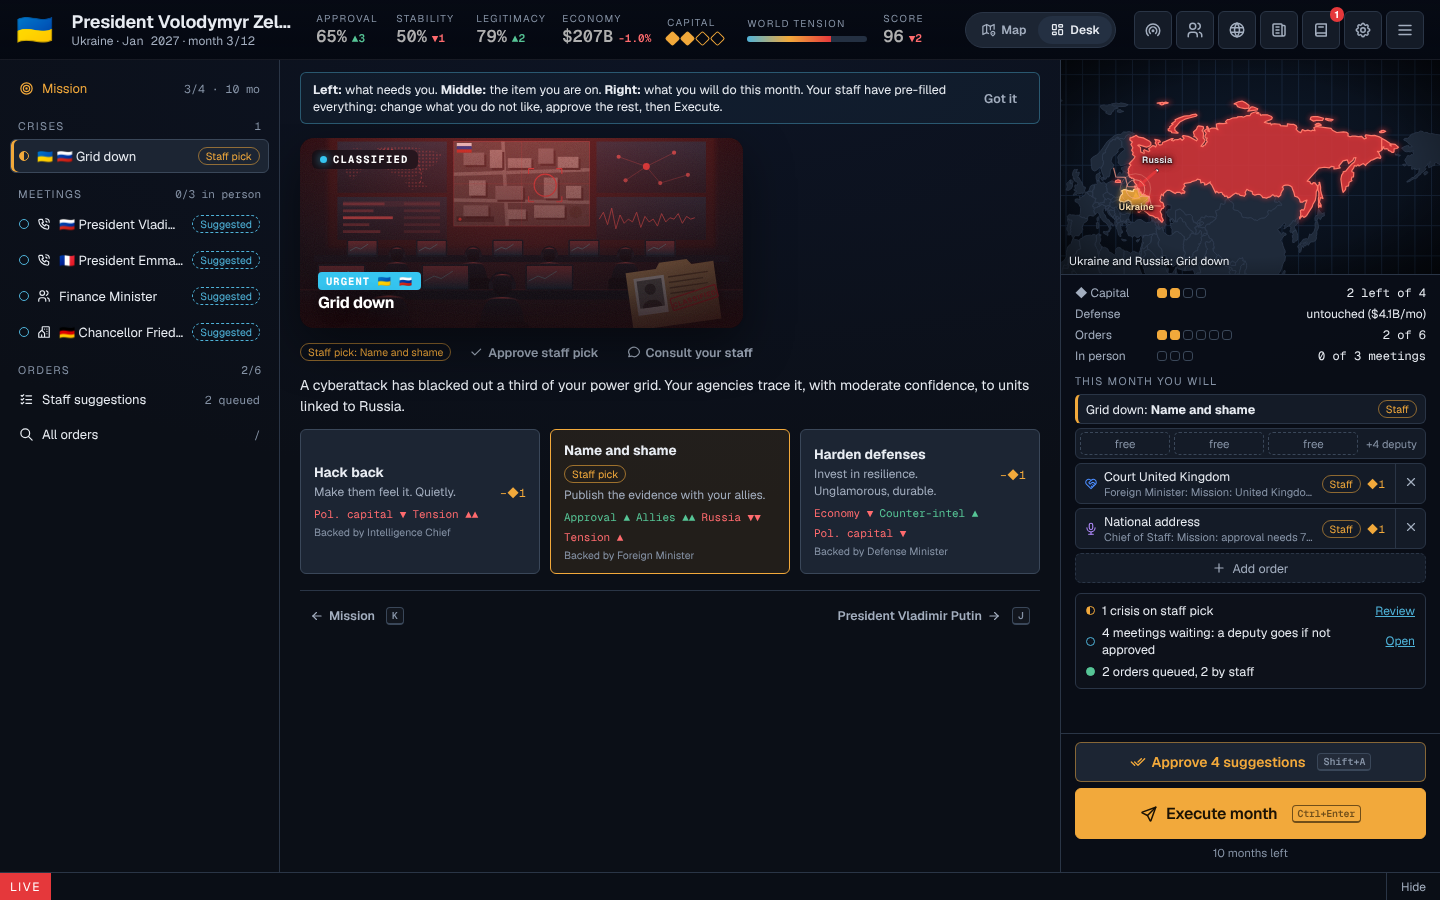 President Volodymyr Zel...
Ukraine · Jan 2027 · month 3/12
APPROVAL
65% ▲3
STABILITY
50% ▼1
LEGITIMACY
79% ▲2
ECONOMY
$207B -1.0%
CAPITAL
WORLD TENSION
SCORE
96 ▼2
Map
Desk
1
Mission
3/4 · 10 mo
CRISES
1
Grid down
Staff pick
MEETINGS
0/3 in person
President Vladi...
Suggested
President Emma...
Suggested
Finance Minister
Suggested
Chancellor Fried...
Suggested
ORDERS
2/6
Staff suggestions
2 queued
All orders
/
Left: what needs you. Middle: the item you are on. Right: what you will do this month. Your staff have pre-filled
everything: change what you do not like, approve the rest, then Execute.
Got it
CLASSIFIED
URGENT
Grid down
Staff pick: Name and shame
Approve staff pick
Consult your staff
A cyberattack has blacked out a third of your power grid. Your agencies trace it, with moderate confidence, to units
linked to Russia.
Hack back
Make them feel it. Quietly.
−◆1
Pol. capital ▼ Tension ▲▲
Backed by Intelligence Chief
Name and shame
Staff pick
Publish the evidence with your allies.
Approval ▲ Allies ▲▲ Russia ▼▼
Tension ▲
Backed by Foreign Minister
Harden defenses
Invest in resilience.
Unglamorous, durable.
−◆1
Economy ▼ Counter-intel ▲
Pol. capital ▼
Backed by Defense Minister
← Mission K
President Vladimir Putin → J
Russia
Ukraine
Ukraine and Russia: Grid down
Capital
2 left of 4
Defense
untouched ($4.1B/mo)
Orders
2 of 6
In person
0 of 3 meetings
THIS MONTH YOU WILL
Grid down: Name and shame
Staff
free
free
free
+4 deputy
Court United Kingdom
Foreign Minister: Mission: United Kingdo...
Staff
◆1
National address
Chief of Staff: Mission: approval needs 7...
Staff
◆1
+ Add order
1 crisis on staff pick
Review
4 meetings waiting: a deputy goes if not
approved
Open
2 orders queued, 2 by staff
Approve 4 suggestions Shift+A
Execute month Ctrl+Enter
10 months left
LIVE
Hide